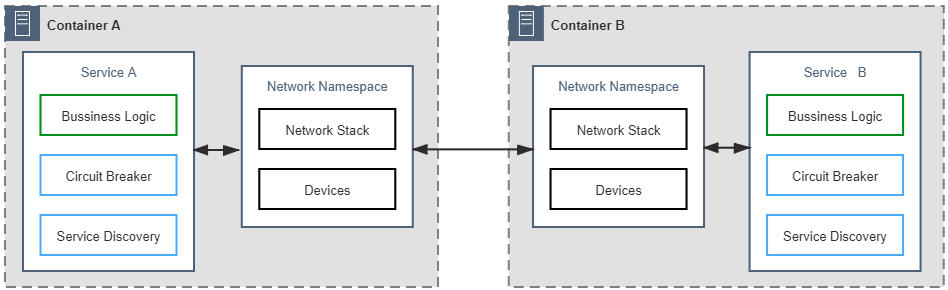 Container A
Service A
Bussiness Logic
Circuit Breaker
Service Discovery
Network Namespace
Network Stack
Devices
Container B
Network Namespace
Network Stack
Devices
Service B
Bussiness Logic
Circuit Breaker
Service Discovery